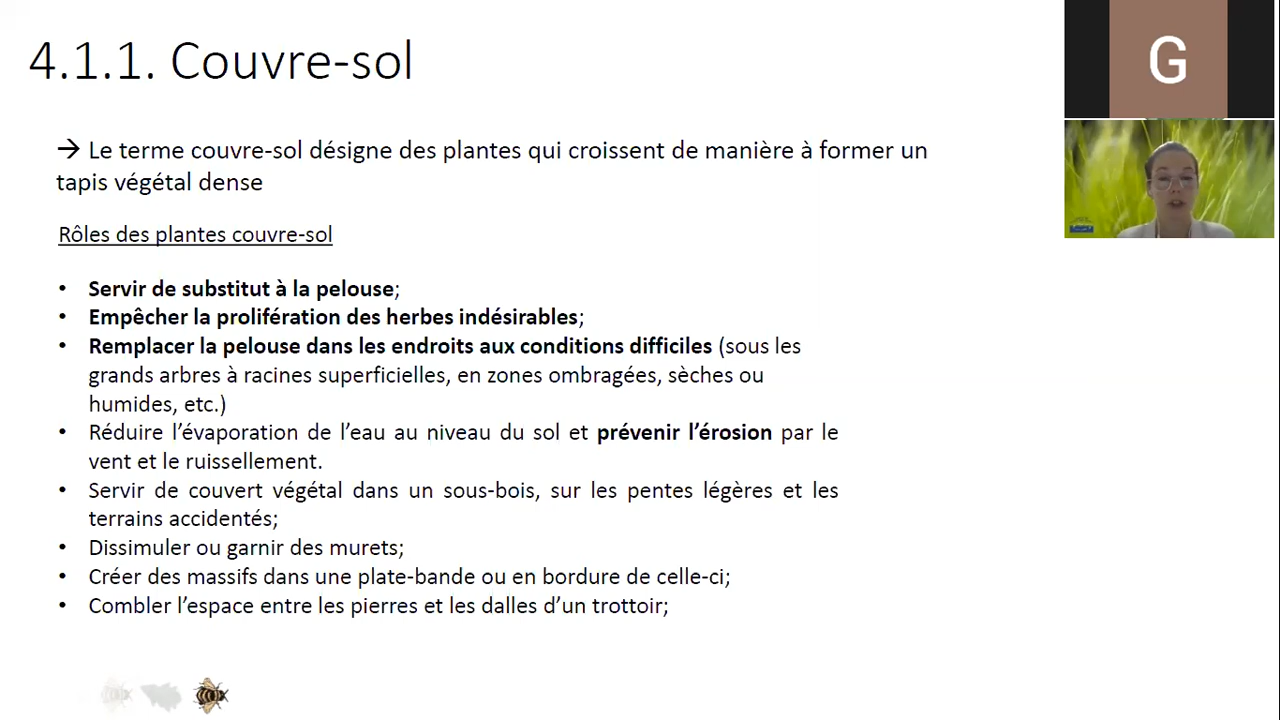 4.1.1. Couvre-sol
G
→ Le terme couvre-sol désigne des plantes qui croissent de manière à former un
tapis végétal dense
Rôles des plantes couvre-sol
• Servir de substitut à la pelouse;
• Empêcher la prolifération des herbes indésirables;
• Remplacer la pelouse dans les endroits aux conditions difficiles (sous les
grands arbres à racines superficielles, en zones ombragées, sèches ou
humides, etc.)
• Réduire l’évaporation de l’eau au niveau du sol et prévenir l’érosion par le
vent et le ruissellement.
• Servir de couvert végétal dans un sous-bois, sur les pentes légères et les
terrains accidentés;
• Dissimuler ou garnir des murets;
• Créer des massifs dans une plate-bande ou en bordure de celle-ci;
• Combler l’espace entre les pierres et les dalles d’un trottoir;